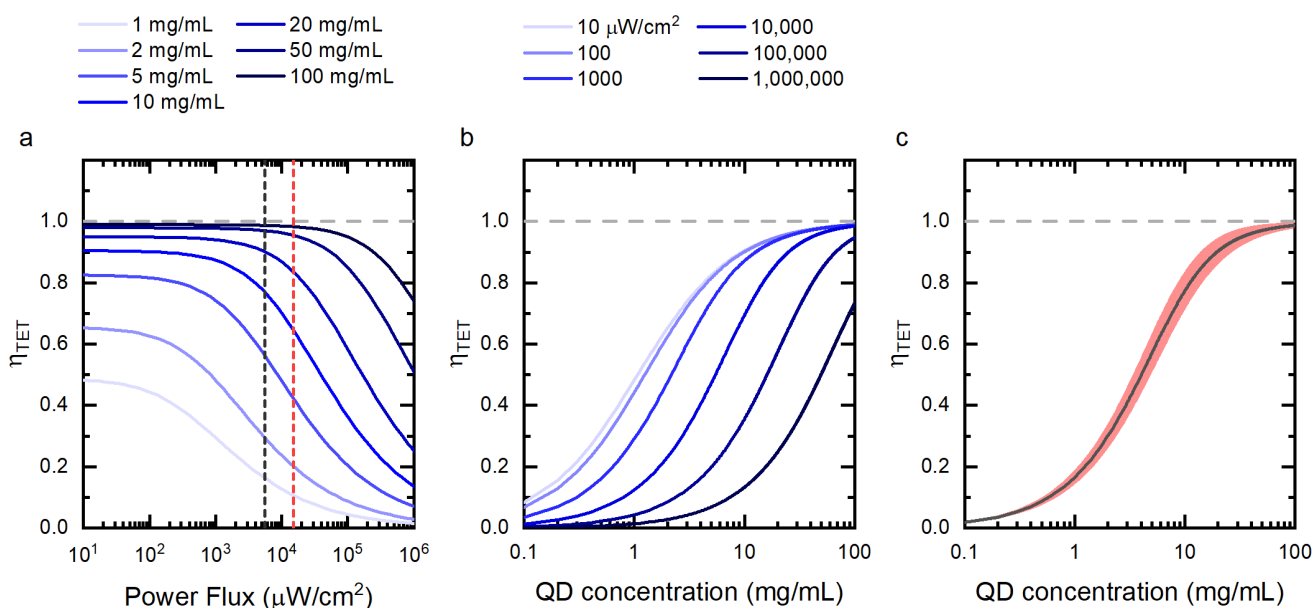 1 mg/mL 20 mg/mL
2 mg/mL 50 mg/mL
5 mg/mL 100 mg/mL
10 mg/mL
10 μW/cm² 10,000
100 100,000
1000 1,000,000
a
1.0
0.8
0.6
0.4
0.2
0.0
ηTET
10¹ 10² 10³ 10⁴ 10⁵ 10⁶
Power Flux (μW/cm²)
b
1.0
0.8
0.6
0.4
0.2
0.0
ηTET
0.1 1 10 100
QD concentration (mg/mL)
c
1.0
0.8
0.6
0.4
0.2
0.0
ηTET
0.1 1 10 100
QD concentration (mg/mL)